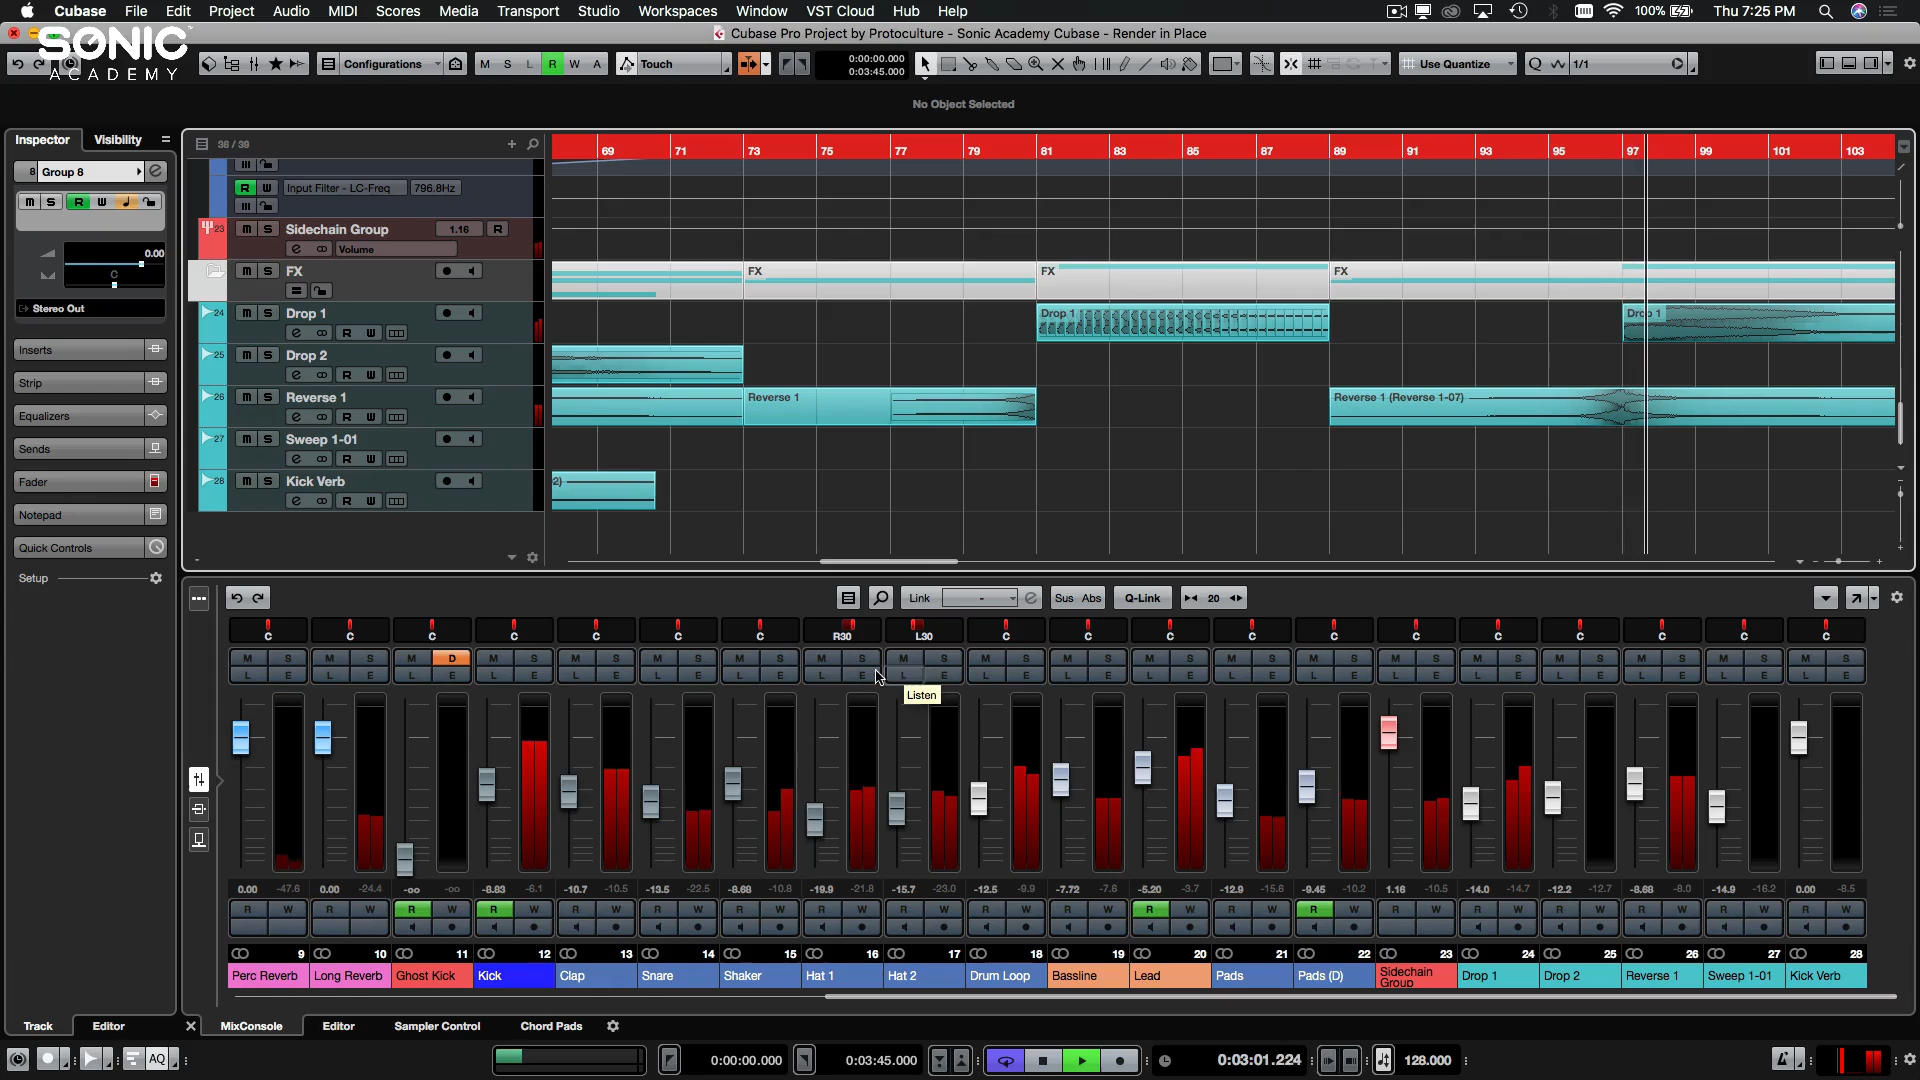 Cubase File Edit Project Audio MIDI Scores Media Transport Studio Workspaces Window VST Cloud Hub Help 100% Thu 7:25 PM
Cubase Pro Project by Protoculture - Sonic Academy Cubase - Render in Place
SONIC
ACADEMY
Configurations M S L R W A Touch 0:00:00.000 Use Quantize Q 1/1
0:03:45.000
No Object Selected
Inspector Visibility
36 / 39
69 71 73 75 77 79 81 83 85 87 89 91 93 95 97 99 101 103
8 Group 8
R W Input Filter - LC-Freq 796.8Hz
m S R W
23 m S Sidechain Group 1.16 R
e Volume
0.00
C
m S FX
FX FX FX
Stereo Out
24 m S Drop 1
Drop 1 Drop 1
R W
Inserts
25 m S Drop 2
R W
Strip
26 m S Reverse 1
Reverse 1 Reverse 1 (Reverse 1-07)
R W
Equalizers
27 m S Sweep 1-01
R W
Sends
28 m S Kick Verb
2)
R W
Fader
Notepad
Quick Controls
Setup
Link - Sus Abs Q-Link 20
C C C C C C C R30 L30 C C C C C C C C C C C
M S M S M D M S M S M S M S M S M S M S M S M S M S M S M S M S M S M S M S M S
L E L E L E L E L E L E L E L E L E L E L E L E L E L E L E L E L E L E L E L E
Listen
0.00 -47.6 0.00 -24.4 -oo -oo -8.83 -6.1 -10.7 -10.5 -13.5 -22.5 -8.68 -10.8 -19.9 -21.8 -15.7 -23.0 -12.5 -9.9 -7.72 -7.6 -5.20 -3.7 -12.9 -15.6 -9.45 -10.2 1.16 -10.5 -14.0 -14.7 -12.2 -12.7 -8.68 -8.0 -14.9 -16.2 0.00 -8.5
R W R W R W R W R W R W R W R W R W R W R W R W R W R W R W R W R W R W R W R W
9 10 11 12 13 14 15 16 17 18 19 20 21 22 23 24 25 26 27 28
Perc Reverb Long Reverb Ghost Kick Kick Clap Snare Shaker Hat 1 Hat 2 Drum Loop Bassline Lead Pads Pads (D) Sidechain Group Drop 1 Drop 2 Reverse 1 Sweep 1-01 Kick Verb
Track Editor MixConsole Editor Sampler Control Chord Pads
AQ 0:00:00.000 0:03:45.000 0:03:01.224 128.000